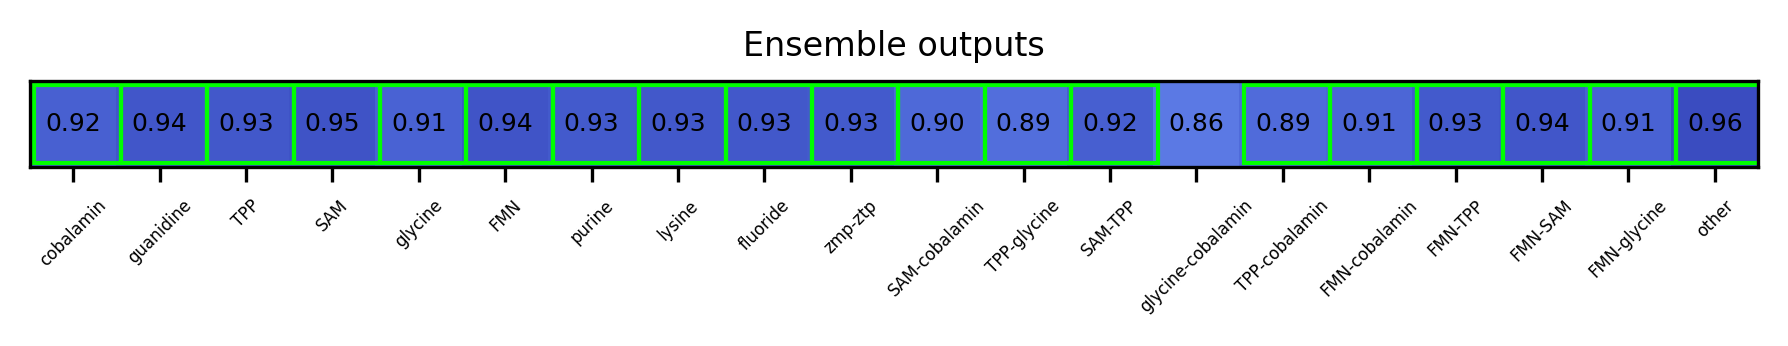 Ensemble outputs
0.92 0.94 0.93 0.95 0.91 0.94 0.93 0.93 0.93 0.93 0.90 0.89 0.92 0.86 0.89 0.91 0.93 0.94 0.91 0.96
cobalamin guanidine TPP SAM glycine FMN purine lysine fluoride zmp-ztp SAM-cobalamin TPP-glycine SAM-TPP glycine-cobalamin TPP-cobalamin FMN-cobalamin FMN-TPP FMN-SAM FMN-glycine other